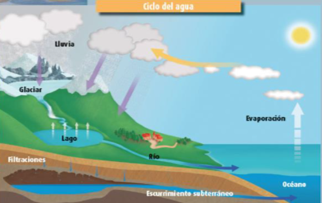 Ciclo del agua
Lluvia
Glaciar
Evaporación
Lago
Río
Filtraciones
Océano
Escurrimiento subterráneo